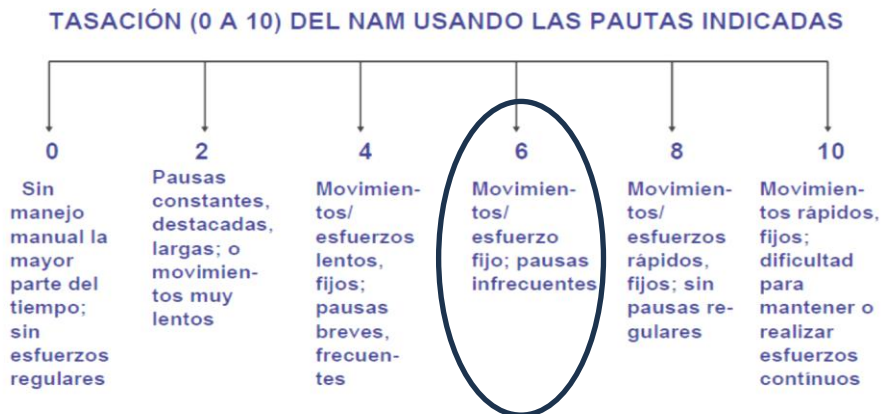 TASACIÓN (0 A 10) DEL NAM USANDO LAS PAUTAS INDICADAS
0
Sin
manejo
manual la
mayor
parte del
tiempo;
sin
esfuerzos
regulares
2
Pausas
constantes,
destacadas,
largas; o
movimien-
tos muy
lentos
4
Movimien-
tos/
esfuerzos
lentos,
fijos;
pausas
breves,
frecuen-
tes
6
Movimien-
tos/
esfuerzo
fijo; pausas
infrecuentes
8
Movimien-
tos/
esfuerzos
rápidos,
fijos; sin
pausas re-
gulares
10
Movimien-
tos rápidos,
fijos;
dificultad
para
mantener o
realizar
esfuerzos
contínuos